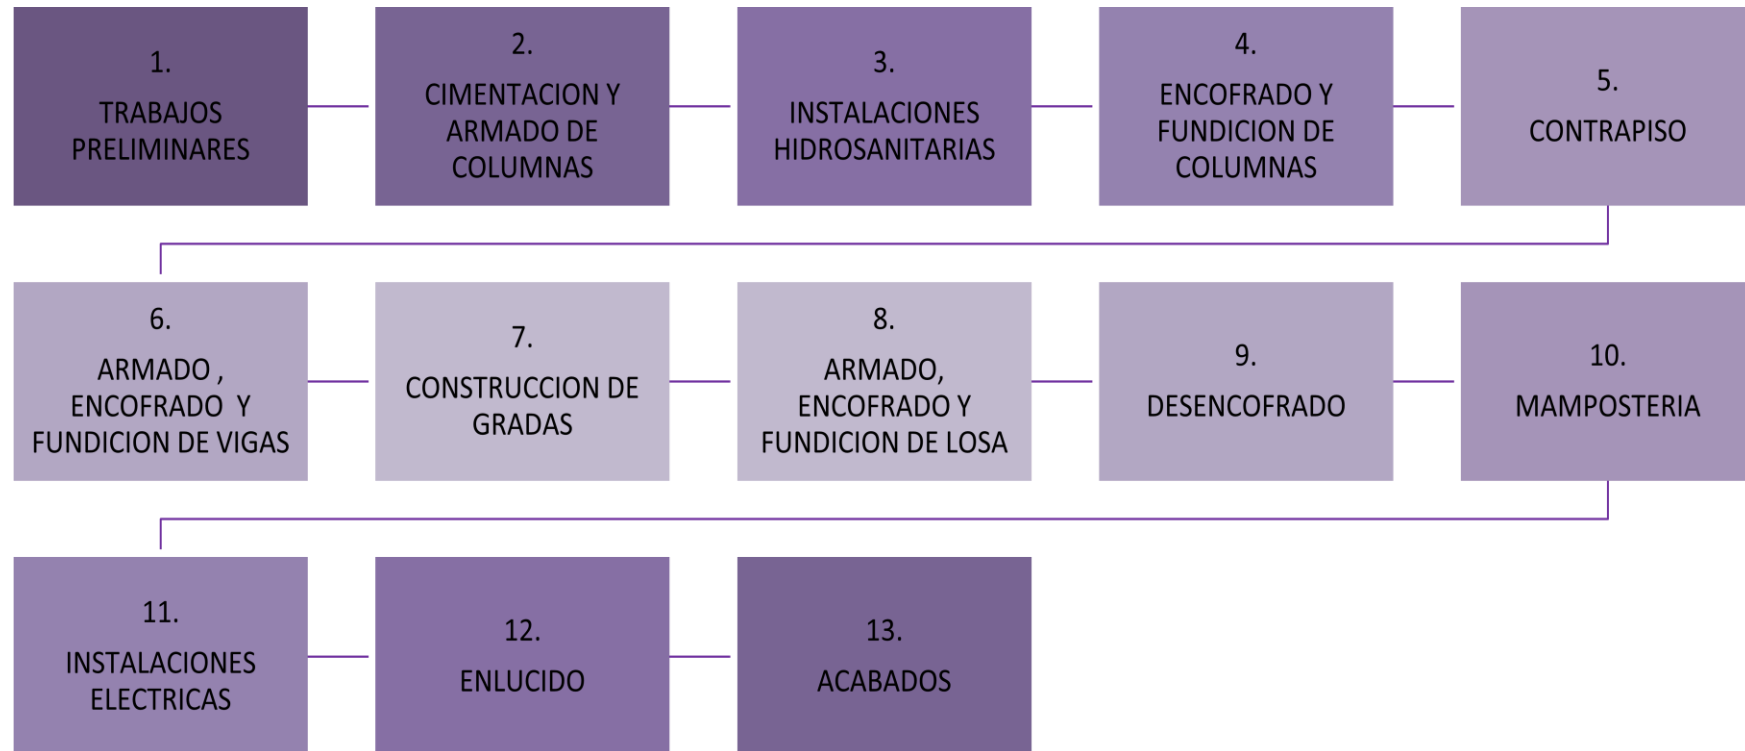 1.
TRABAJOS
PRELIMINARES
2.
CIMENTACION Y
ARMADO DE
COLUMNAS
3.
INSTALACIONES
HIDROSANITARIAS
4.
ENCOFRADO Y
FUNDICION DE
COLUMNAS
5.
CONTRAPISO
6.
ARMADO ,
ENCOFRADO Y
FUNDICION DE VIGAS
7.
CONSTRUCCION DE
GRADAS
8.
ARMADO,
ENCOFRADO Y
FUNDICION DE LOSA
9.
DESENCOFRADO
10.
MAMPOSTERIA
11.
INSTALACIONES
ELECTRICAS
12.
ENLUCIDO
13.
ACABADOS